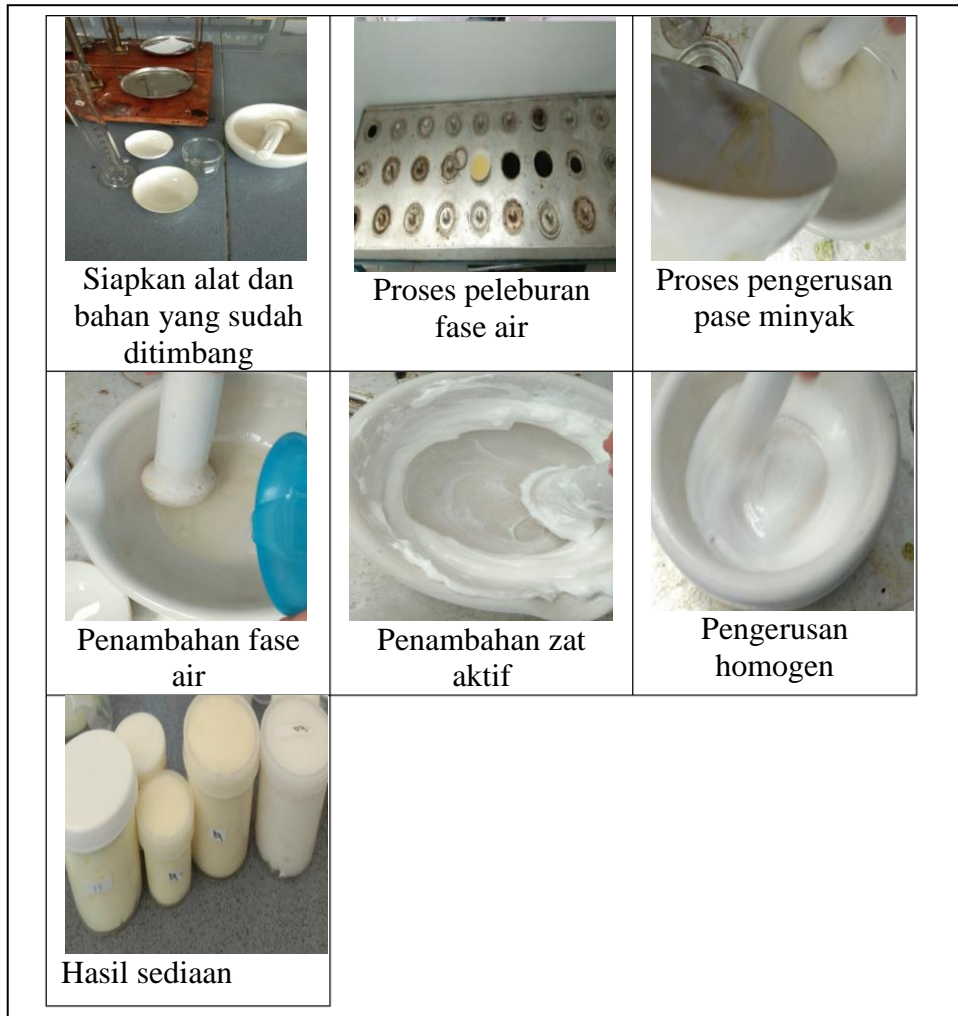 Siapkan alat dan
bahan yang sudah
ditimbang
Proses peleburan
fase air
Proses pengerusan
pase minyak
Penambahan fase
air
Penambahan zat
aktif
Pengerusan
homogen
Hasil sediaan